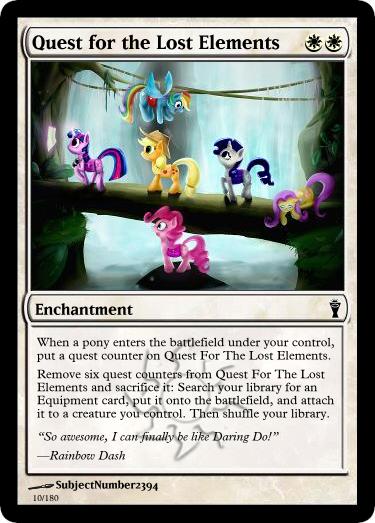 Quest for the Lost Elements
Enchantment
When a pony enters the battlefield under your control,
put a quest counter on Quest For The Lost Elements.
Remove six quest counters from Quest For The Lost
Elements and sacrifice it: Search your library for an
Equipment card, put it onto the battlefield, and attach
it to a creature you control. Then shuffle your library.
“So awesome, I can finally be like Daring Do!”
—Rainbow Dash
SubjectNumber2394
10/180